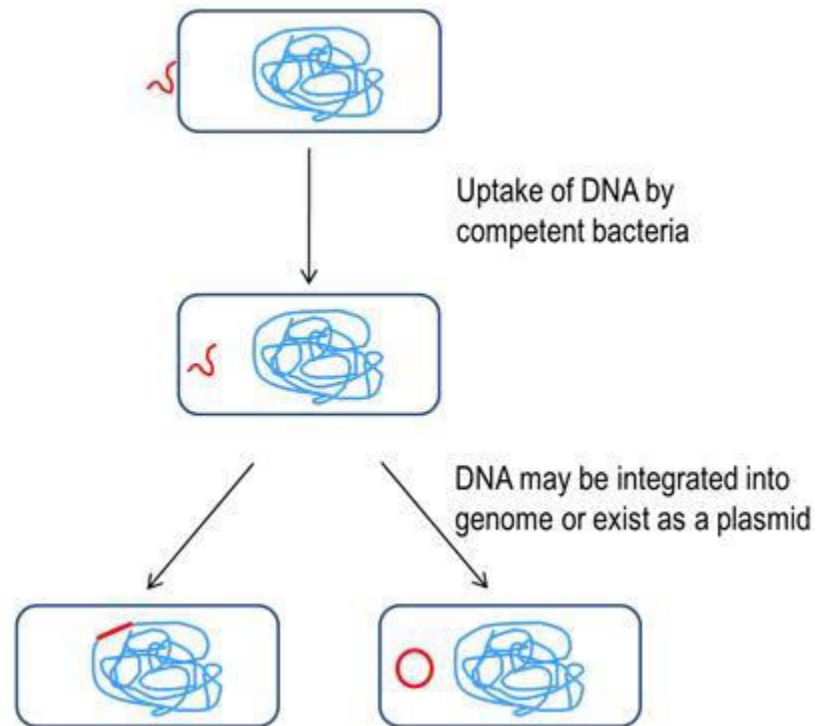 Uptake of DNA by
competent bacteria
DNA may be integrated into
genome or exist as a plasmid